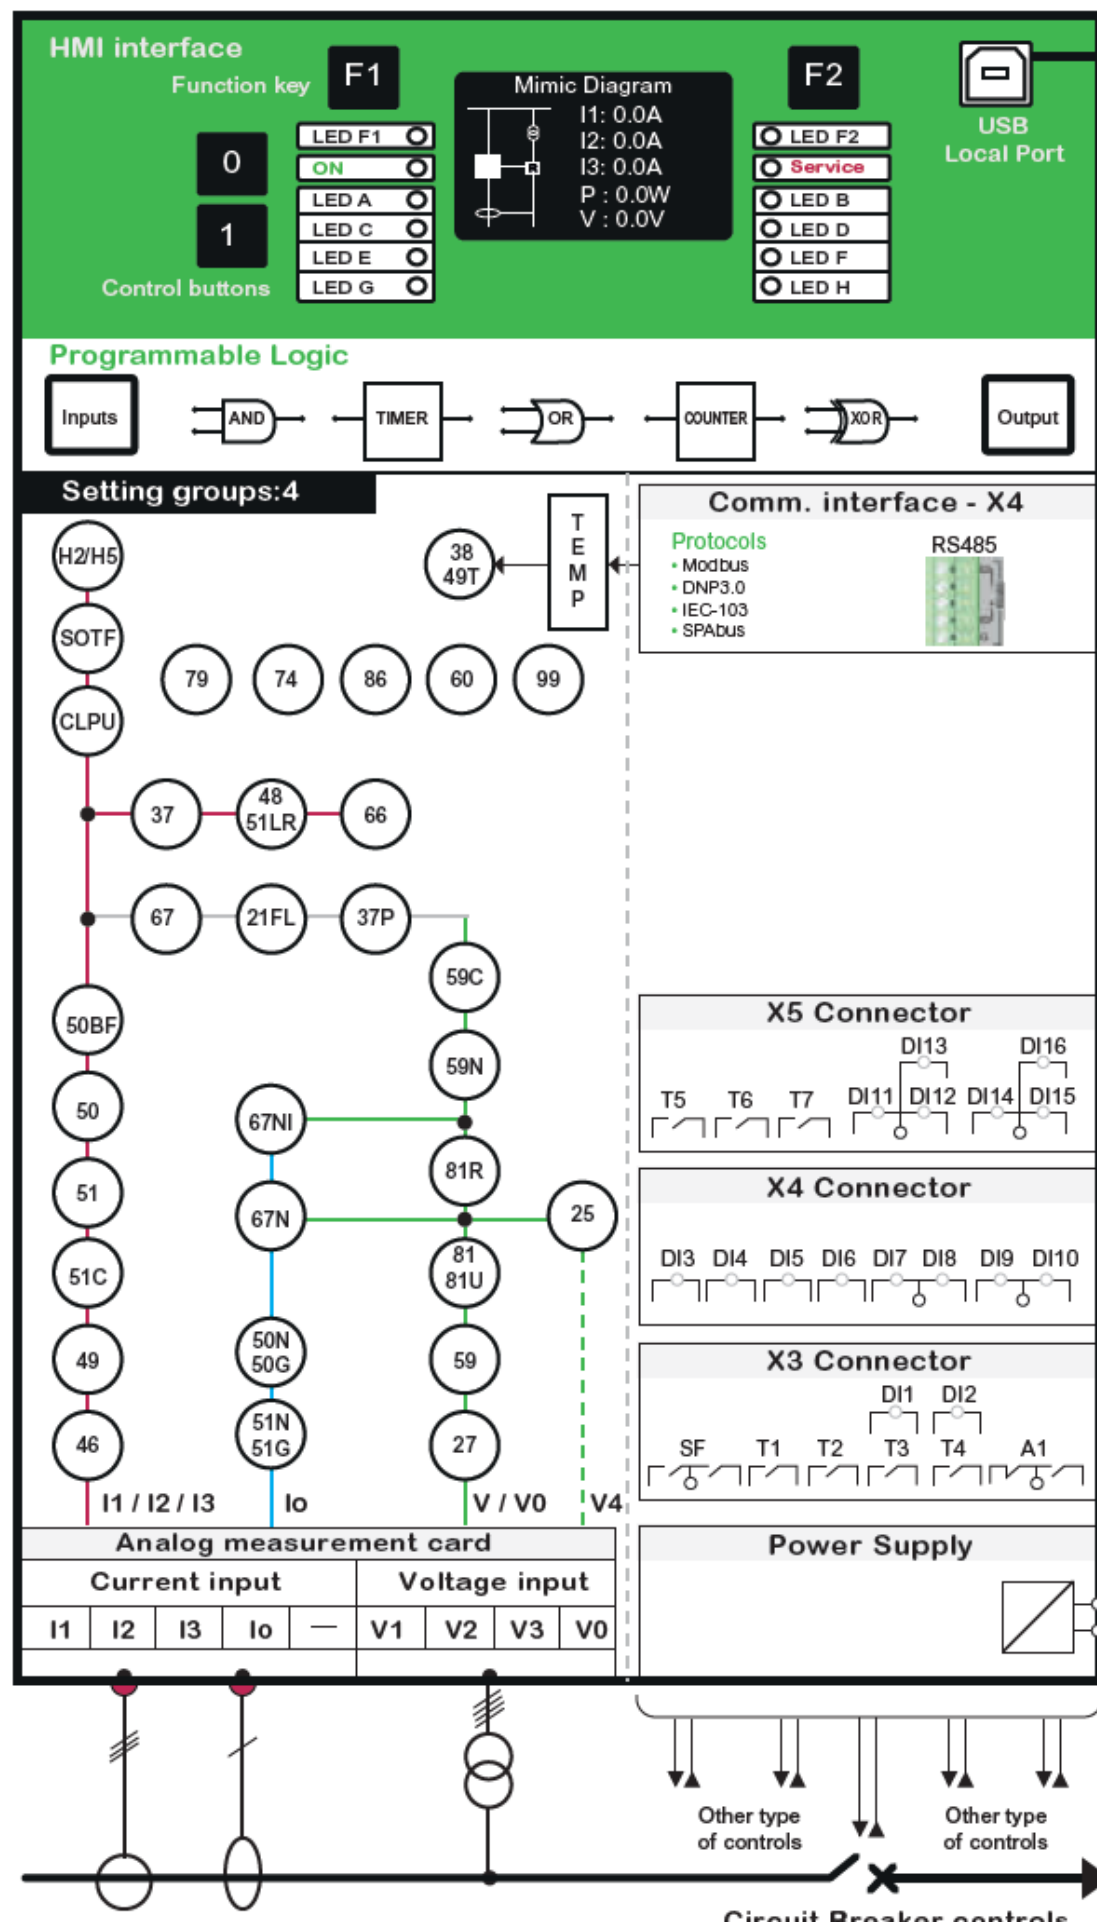 HMI interface
Function key
F1
F2
0
1
Control buttons
LED F1
ON
LED A
LED C
LED E
LED G
Mimic Diagram
I1: 0.0A
I2: 0.0A
I3: 0.0A
P : 0.0W
V : 0.0V
LED F2
Service
LED B
LED D
LED F
LED H
USB
Local Port
Programmable Logic
Inputs
AND
TIMER
OR
COUNTER
XOR
Output
Setting groups:4
H2/H5
SOTF
CLPU
38
49T
T
E
M
P
79
74
86
60
99
37
48
51LR
66
67
21FL
37P
59C
50BF
59N
50
67NI
81R
51
67N
25
51C
81
81U
49
50N
50G
59
46
51N
51G
27
I1 / I2 / I3
Io
V / V0
V4
Comm. interface - X4
Protocols
• Modbus
• DNP3.0
• IEC-103
• SPAbus
RS485
X5 Connector
DI13
DI16
T5
T6
T7
DI11
DI12
DI14
DI15
X4 Connector
DI3
DI4
DI5
DI6
DI7
DI8
DI9
DI10
X3 Connector
DI1
DI2
SF
T1
T2
T3
T4
A1
Analog measurement card
Current input
Voltage input
I1
I2
I3
Io
—
V1
V2
V3
V0
Power Supply
Other type
of controls
Other type
of controls
Circuit Breaker controls